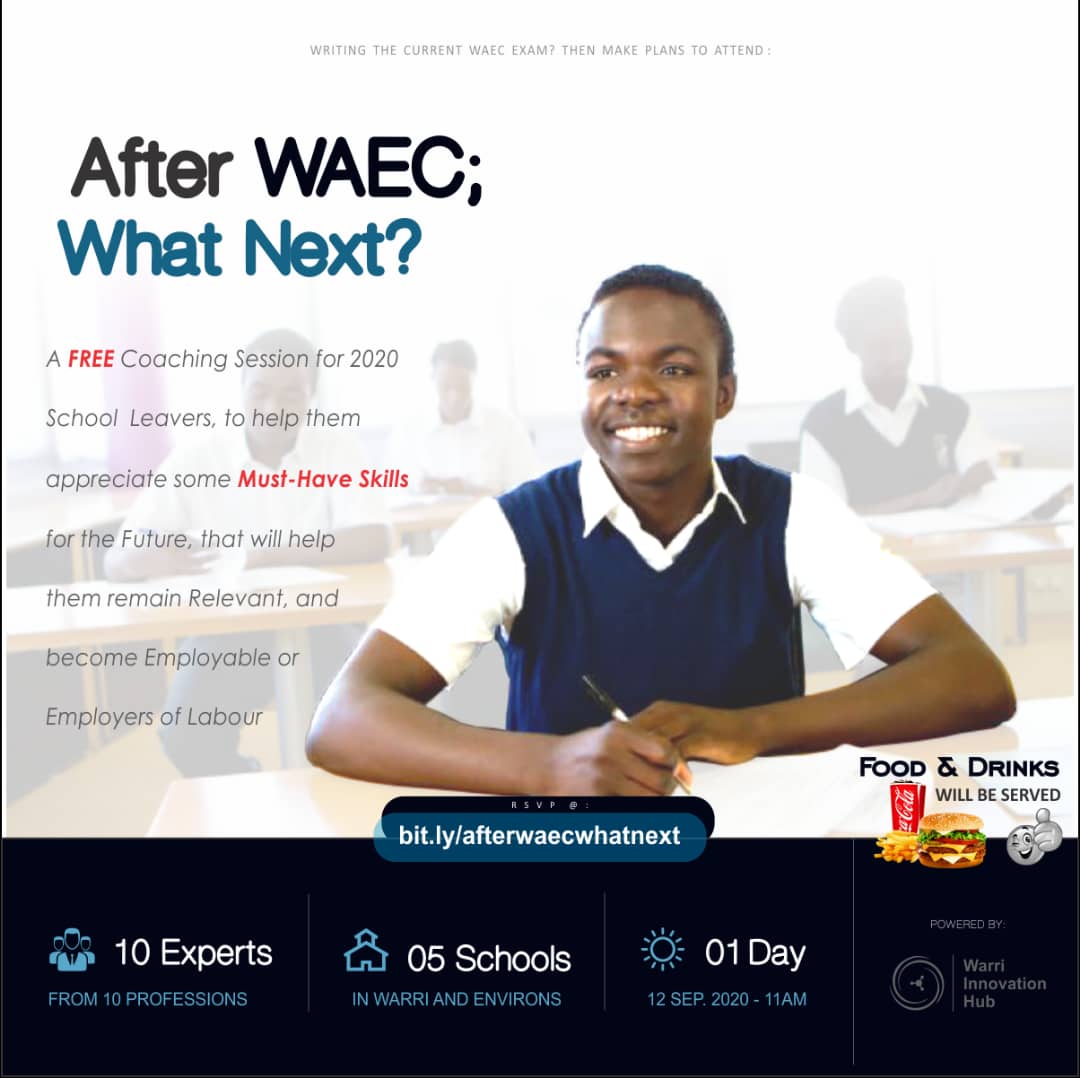 WRITING THE CURRENT WAEC EXAM? THEN MAKE PLANS TO ATTEND :
After WAEC;
What Next?
A FREE Coaching Session for 2020
School Leavers, to help them
appreciate some Must-Have Skills
for the Future, that will help
them remain Relevant, and
become Employable or
Employers of Labour
FOOD & DRINKS
WILL BE SERVED
Coca-Cola
RSVP @ :
bit.ly/afterwaecwhatnext
10 Experts
FROM 10 PROFESSIONS
05 Schools
IN WARRI AND ENVIRONS
01 Day
12 SEP. 2020 - 11AM
POWERED BY:
Warri
Innovation
Hub